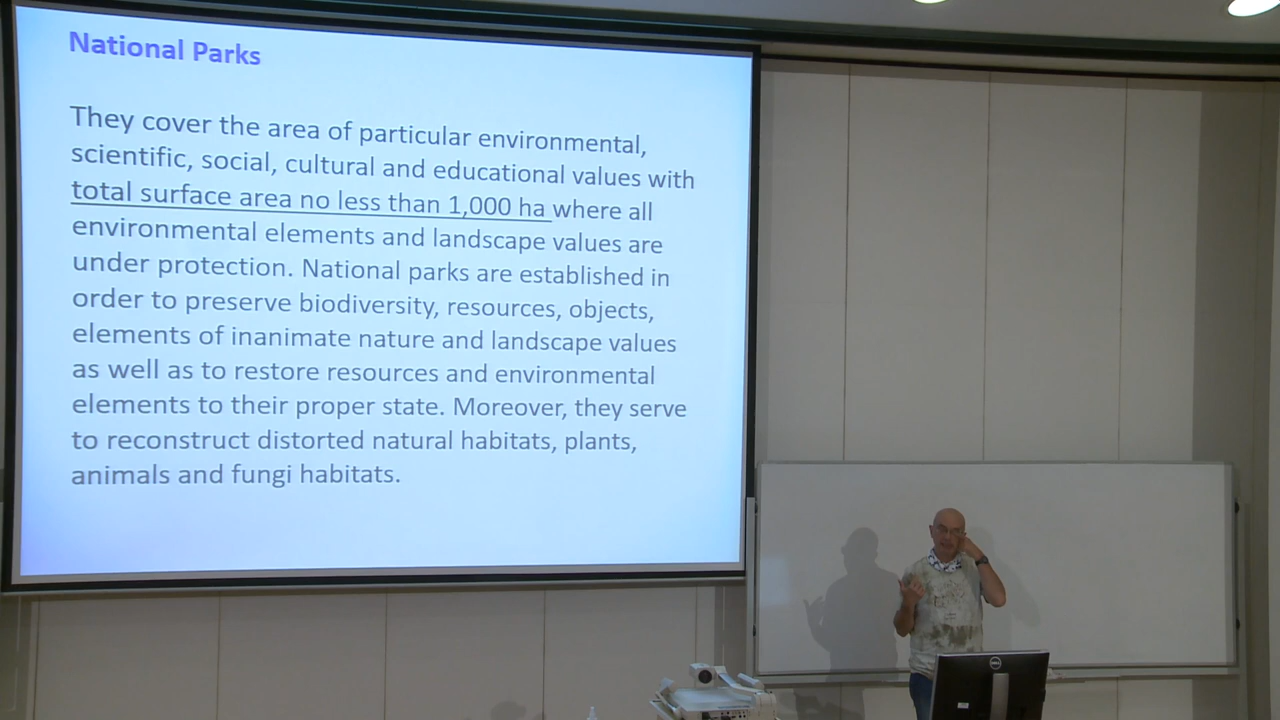 National Parks
They cover the area of particular environmental,
scientific, social, cultural and educational values with
total surface area no less than 1,000 ha where all
environmental elements and landscape values are
under protection. National parks are established in
order to preserve biodiversity, resources, objects,
elements of inanimate nature and landscape values
as well as to restore resources and environmental
elements to their proper state. Moreover, they serve
to reconstruct distorted natural habitats, plants,
animals and fungi habitats.
DELL